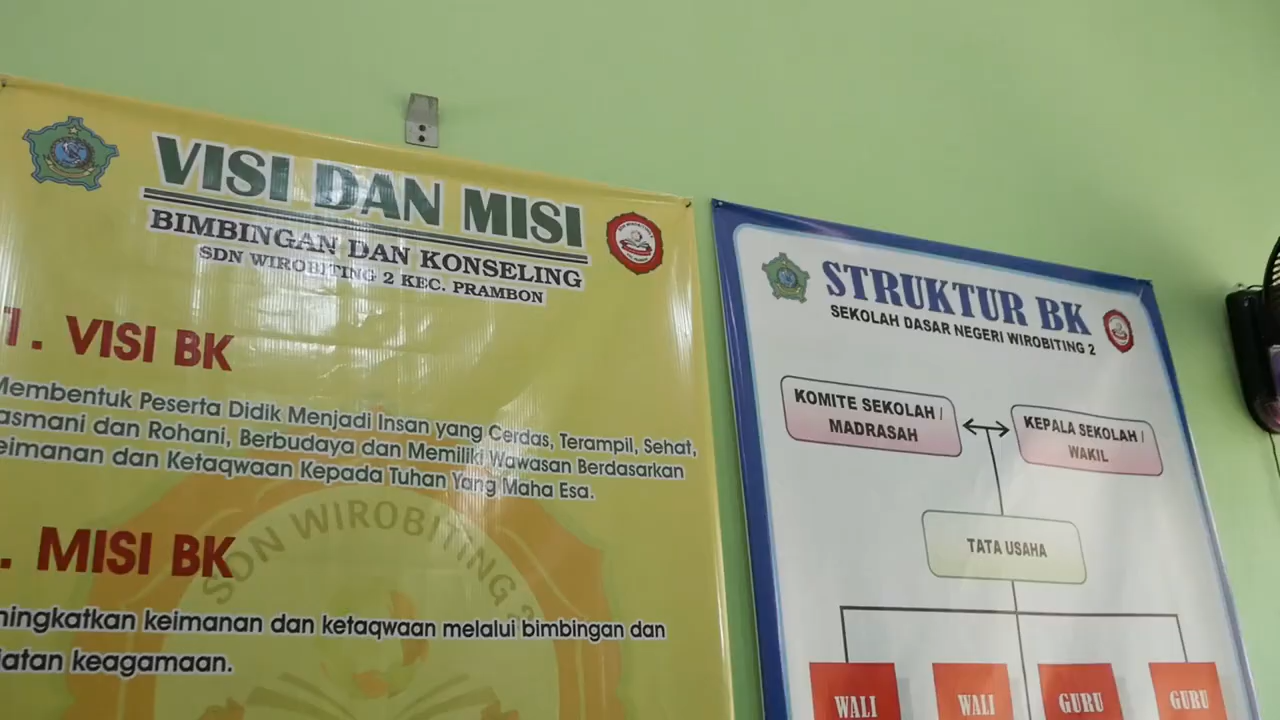 VISI DAN MISI
BIMBINGAN DAN KONSELING
SDN WIROBITING 2 KEC. PRAMBON
1. VISI BK
Membentuk Peserta Didik Menjadi Insan yang Cerdas, Terampil, Sehat,
asmani dan Rohani, Berbudaya dan Memiliki Wawasan Berdasarkan
eimanan dan Ketaqwaan Kepada Tuhan Yang Maha Esa.
. MISI BK
SDN WIROBITING 2
ningkatkan keimanan dan ketaqwaan melalui bimbingan dan
iatan keagamaan.
STRUKTUR BK
SEKOLAH DASAR NEGERI WIROBITING 2
KOMITE SEKOLAH /
MADRASAH
KEPALA SEKOLAH /
WAKIL
TATA USAHA
WALI
WALI
GURU
GURU